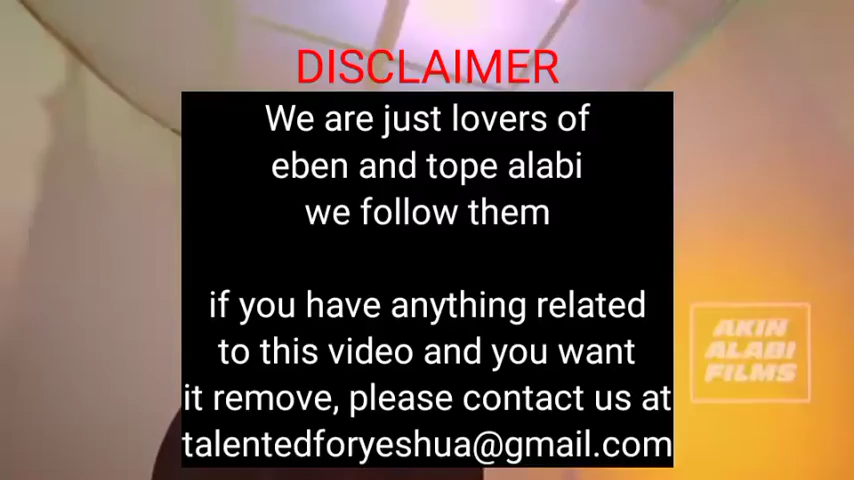 DISCLAIMER
We are just lovers of
eben and tope alabi
we follow them
if you have anything related
to this video and you want
it remove, please contact us at
talentedforyeshua@gmail.com
AKIN
ALABI
FILMS